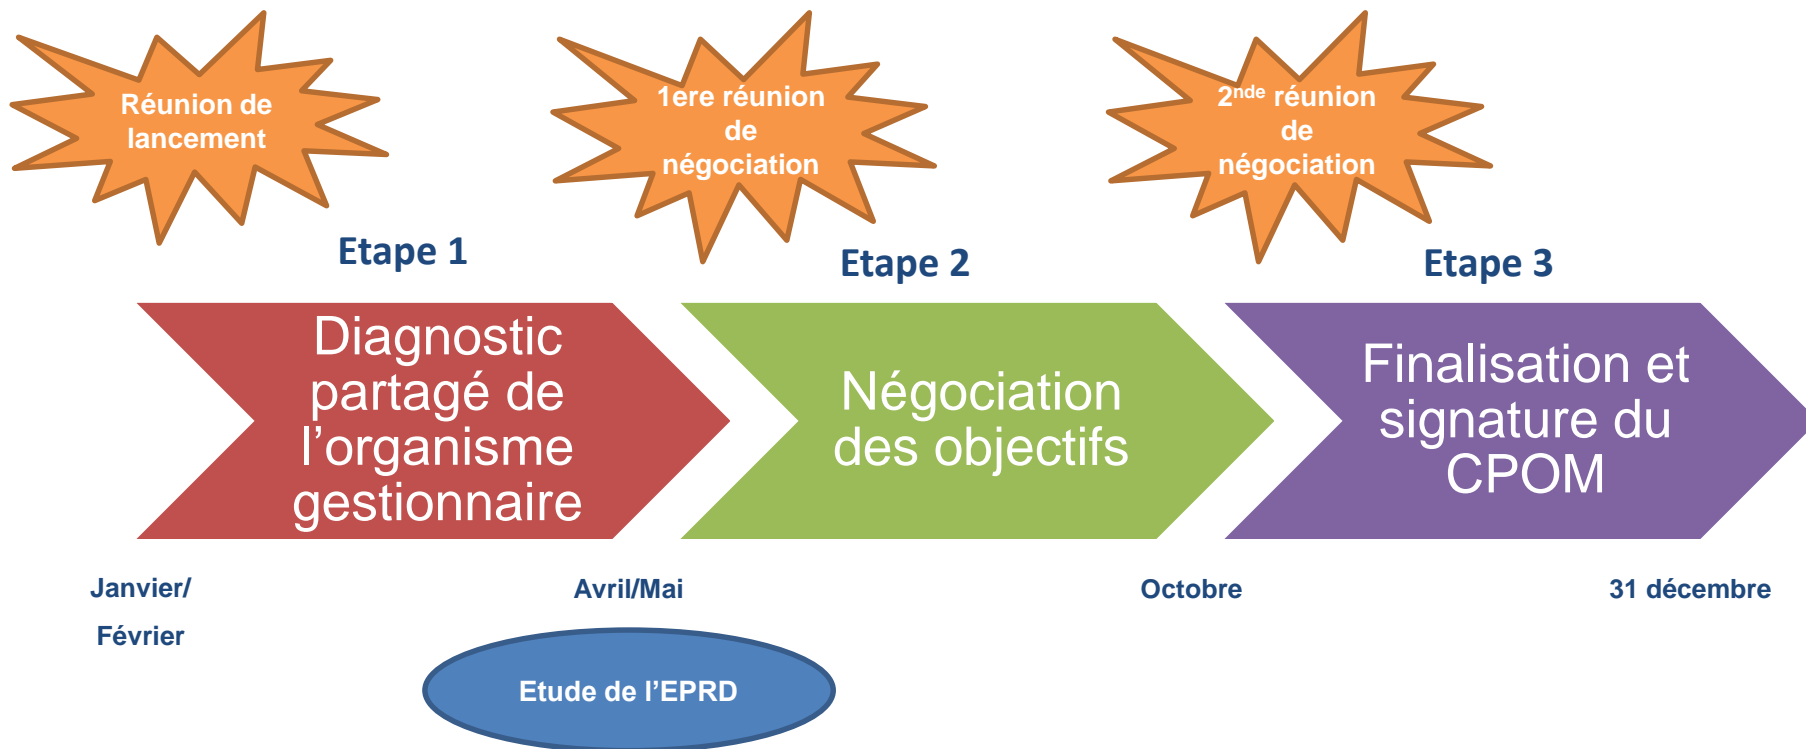 Réunion de
lancement
1ere réunion
de
négociation
2nde réunion
de
négociation
Etape 1
Etape 2
Etape 3
Diagnostic
partagé de
l’organisme
gestionnaire
Négociation
des objectifs
Finalisation et
signature du
CPOM
Janvier/
Février
Avril/Mai
Octobre
31 décembre
Etude de l’EPRD